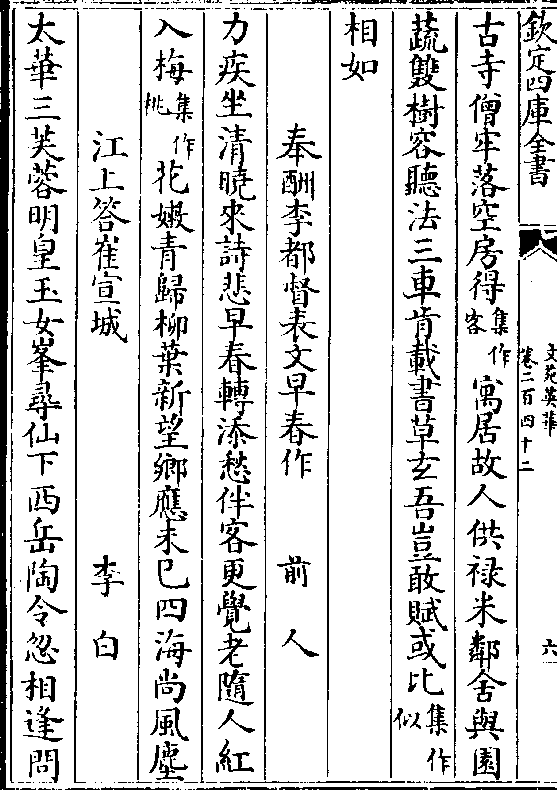 欽定四庫全書
文苑英華
卷二百四十二
六
古寺僧牢落空房得集作客寓居故人供禄米鄰舍與園
蔬雙樹容聽法三車肯載書草玄吾豈敢賦或比集作似
相如
奉酬李都督表文早春作 前人
力疾坐清曉來詩悲早春轉添愁伴客更覺老隨人紅
入梅集作桃花嫩青歸柳葉新望鄉應未已四海尚風塵
江上答崔宣城 李白
太華三芙蓉明皇玉女峯尋仙下西岳陶令忽相逢問